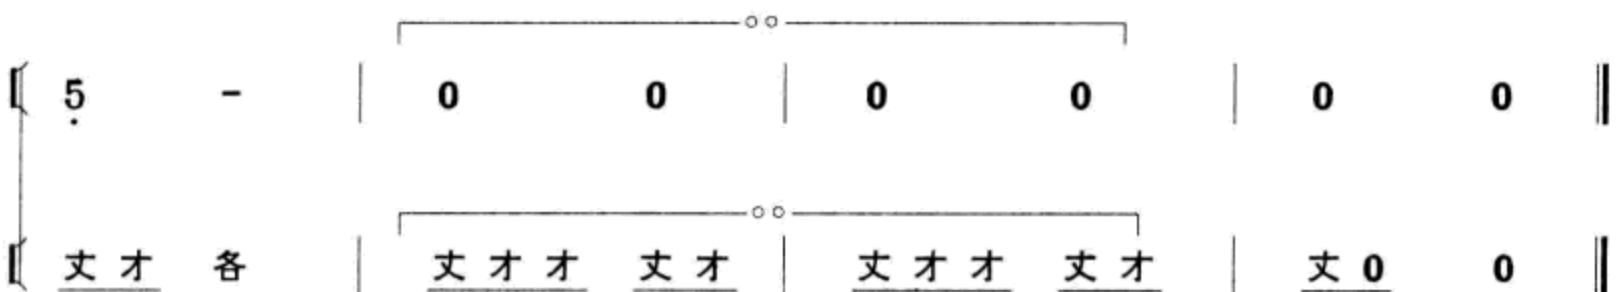 5 - | 0 0 | 0 0 | 0 0
丈才 各 | 丈才才 丈才 | 丈才才 丈才 | 丈0 0